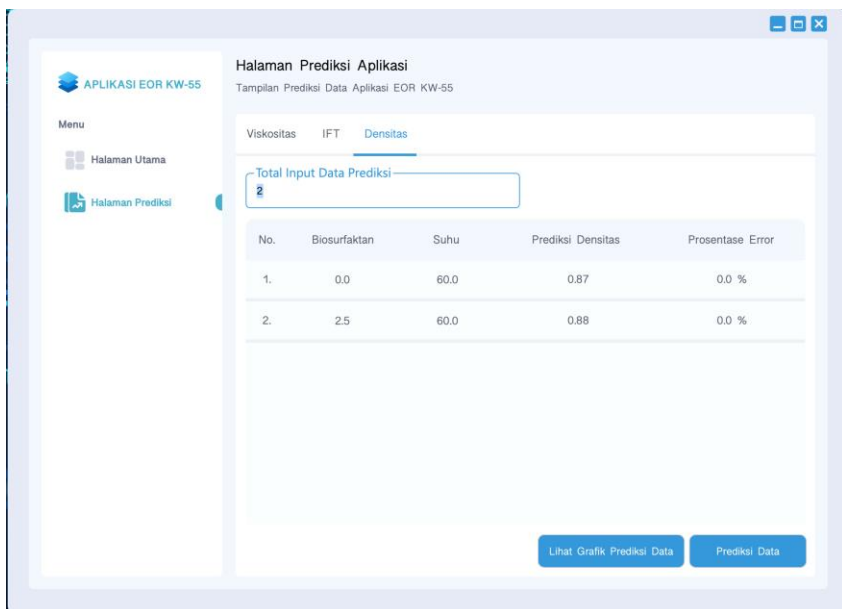 APLIKASI EOR KW-55
Menu
Halaman Utama
Halaman Prediksi
Halaman Prediksi Aplikasi
Tampilan Prediksi Data Aplikasi EOR KW-55
Viskositas IFT Densitas
Total Input Data Prediksi
2
No. Biosurfaktan Suhu Prediksi Densitas Prosentase Error
1. 0.0 60.0 0.87 0.0 %
2. 2.5 60.0 0.88 0.0 %
Lihat Grafik Prediksi Data Prediksi Data